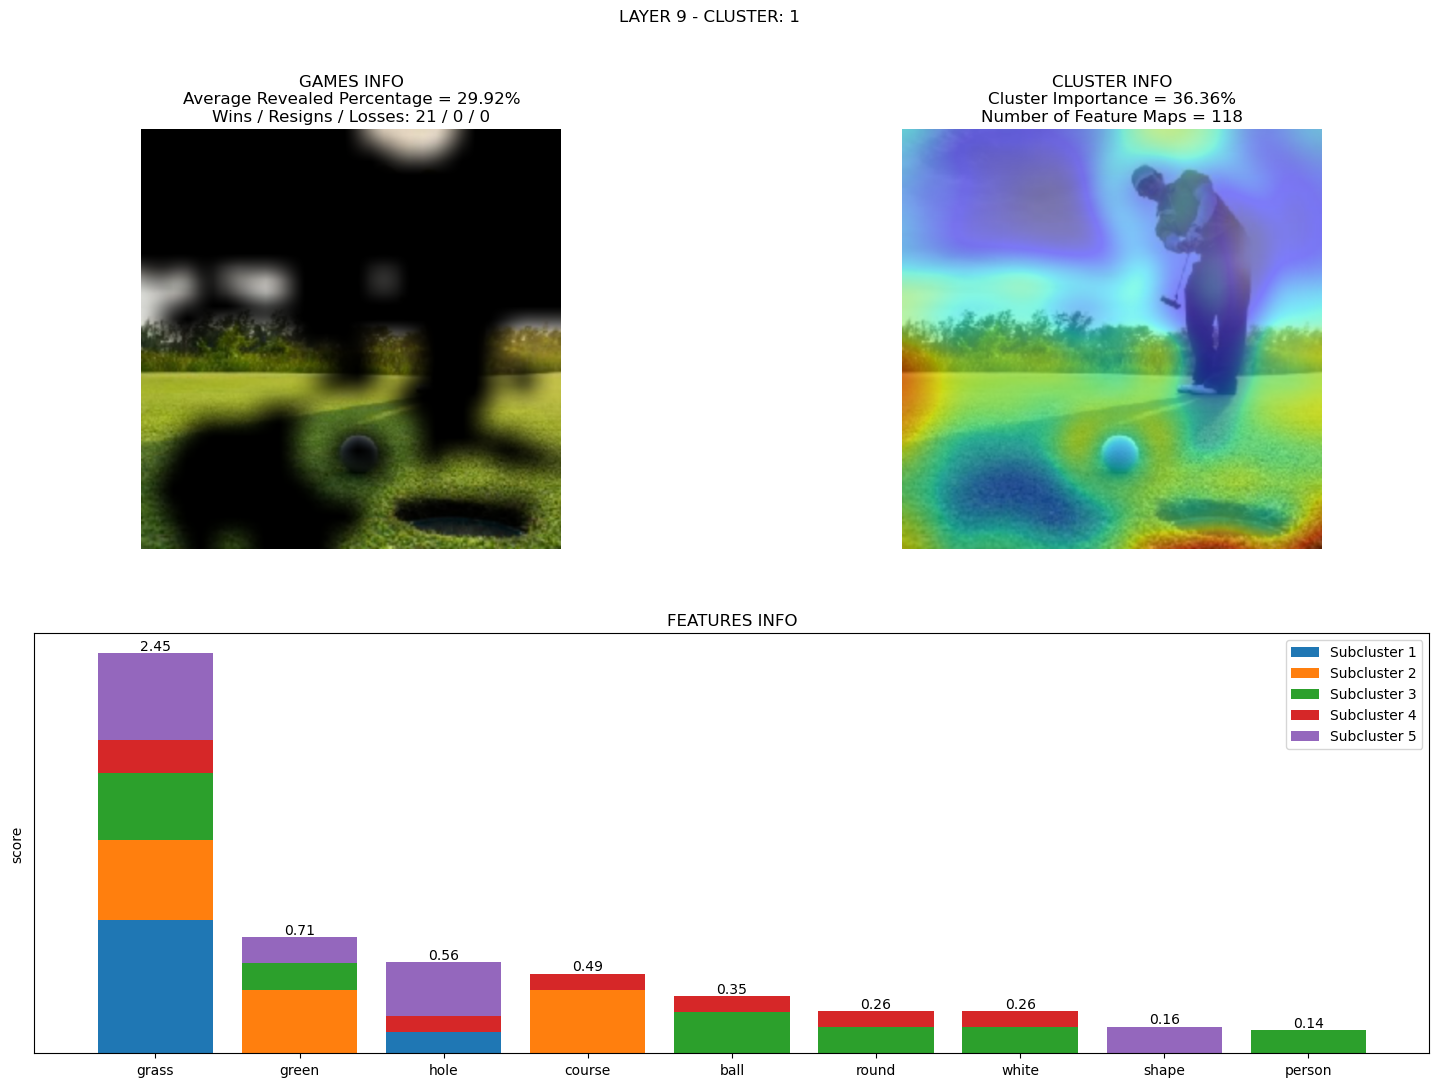 LAYER 9 - CLUSTER: 1
GAMES INFO
Average Revealed Percentage = 29.92%
Wins / Resigns / Losses: 21 / 0 / 0
CLUSTER INFO
Cluster Importance = 36.36%
Number of Feature Maps = 118
FEATURES INFO
score
2.45
0.71
0.56
0.49
0.35
0.26
0.26
0.16
0.14
Subcluster 1
Subcluster 2
Subcluster 3
Subcluster 4
Subcluster 5
grass
green
hole
course
ball
round
white
shape
person